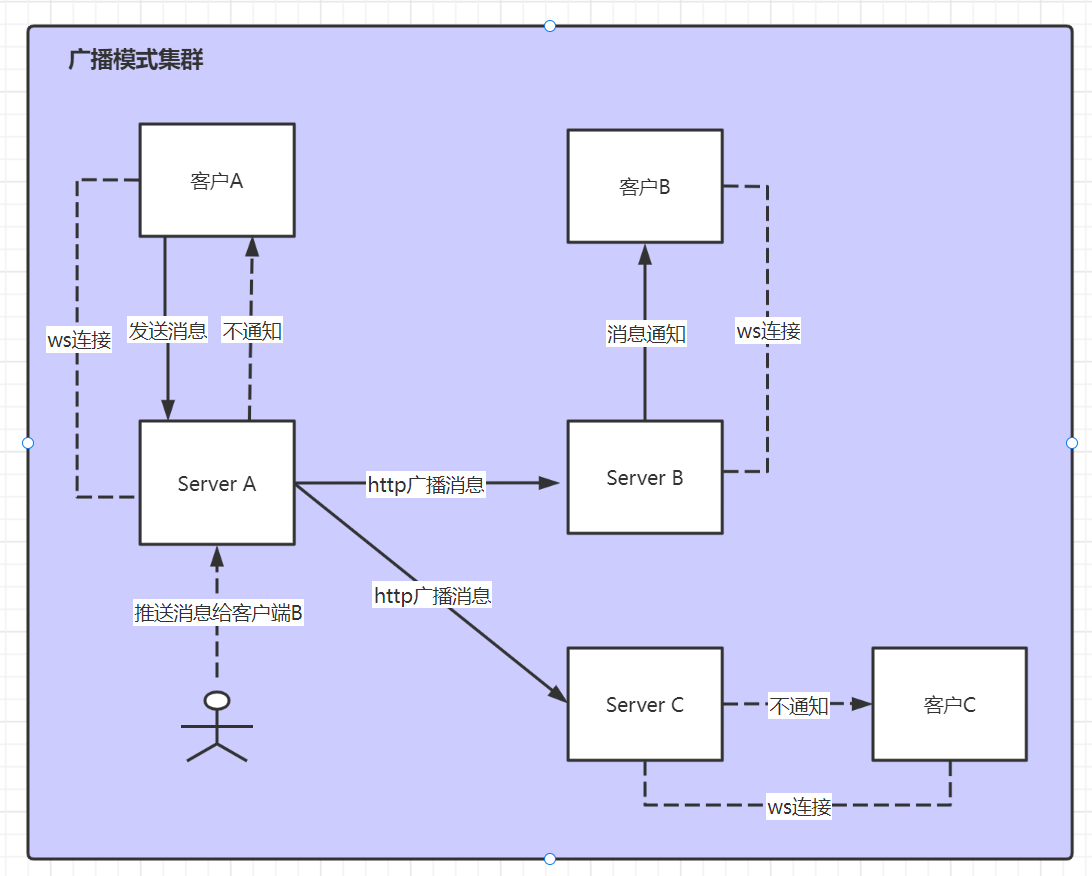 广播模式集群
客户A
客户B
ws连接
发送消息
不通知
消息通知
ws连接
Server A
http广播消息
Server B
http广播消息
推送消息给客户端B
Server C
不通知
客户C
ws连接